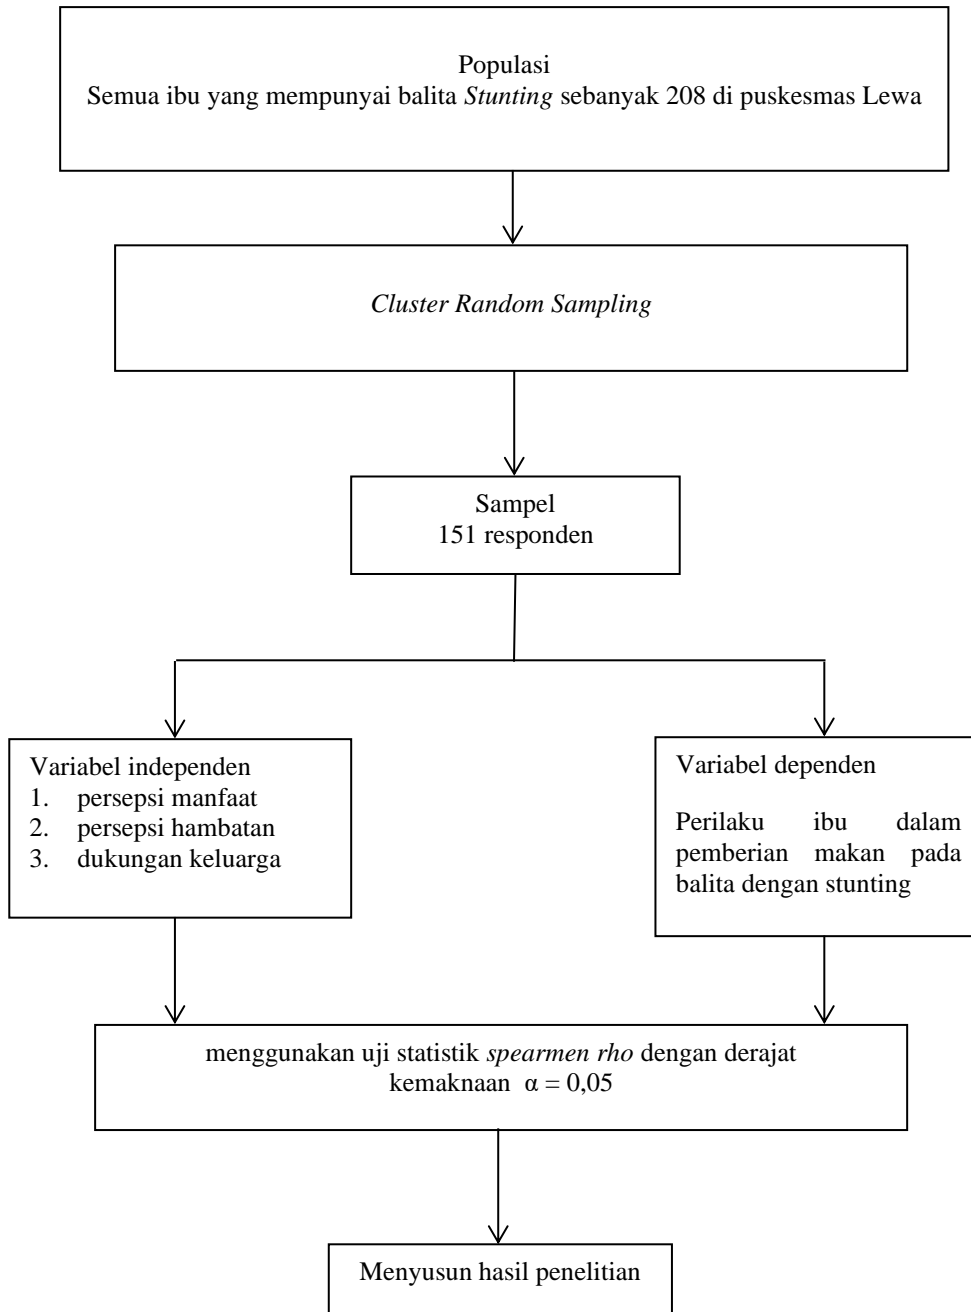 Populasi
Semua ibu yang mempunyai balita Stunting sebanyak 208 di puskesmas Lewa
Cluster Random Sampling
Sampel
151 responden
Variabel independen
1. persepsi manfaat
2. persepsi hambatan
3. dukungan keluarga
Variabel dependen
Perilaku ibu dalam
pemberian makan pada
balita dengan stunting
menggunakan uji statistik spearmen rho dengan derajat
kemaknaan α = 0,05
Menyusun hasil penelitian